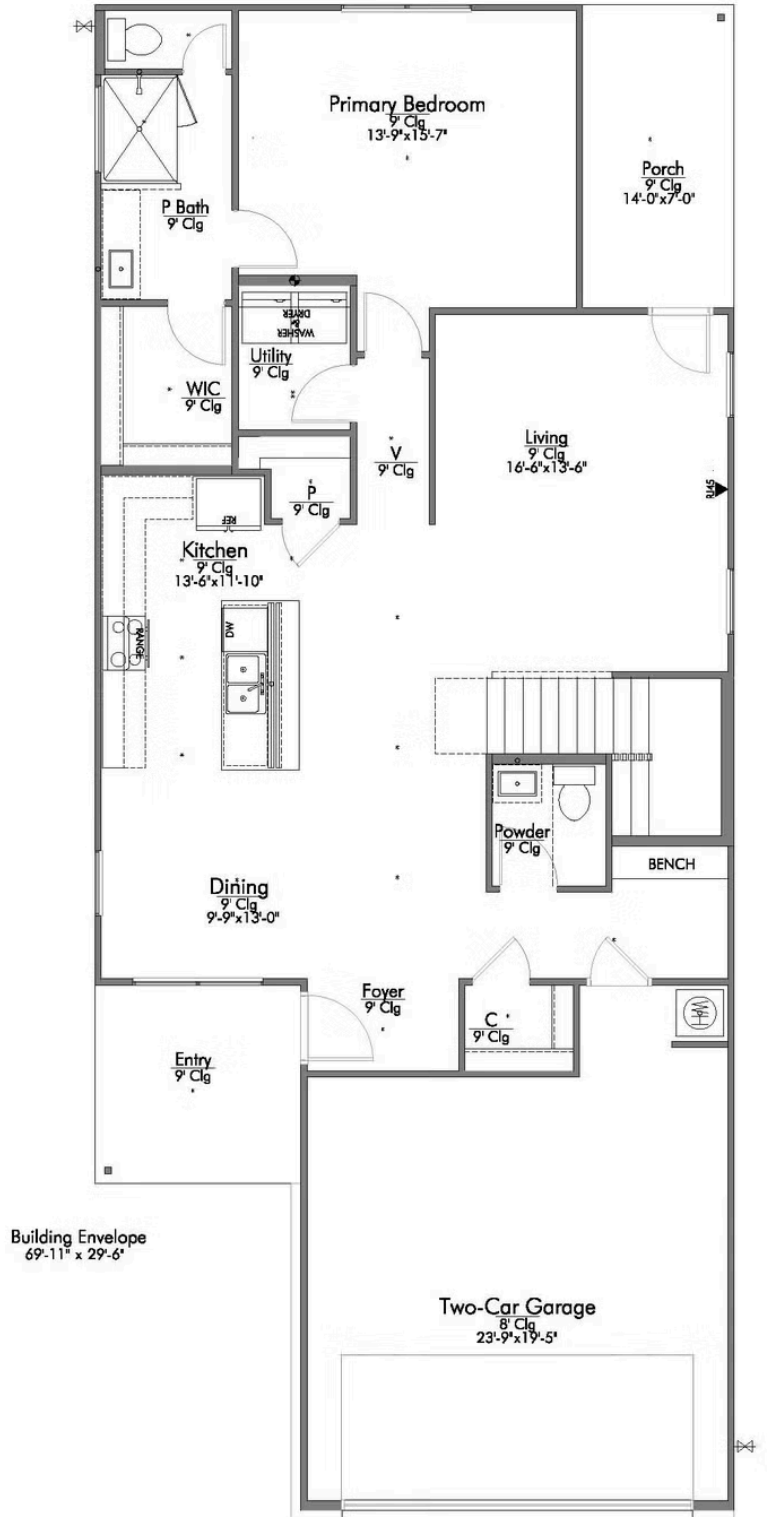 Primary Bedroom
9' Clg
13'-9"x15'-7"
Porch
9' Clg
14'-0"x7'-0"
P Bath
9' Clg
WASHER
&
DRYER
Utility
9' Clg
WIC
9' Clg
V
9' Clg
Living
9' Clg
16'-6"x13'-6"
RJ45
P
9' Clg
REF
Kitchen
9' Clg
13'-6"x11'-10"
DW
RANGE
Powder
9' Clg
BENCH
Dining
9' Clg
9'-9"x13'-0"
Foyer
9' Clg
C
9' Clg
WH
Entry
9' Clg
Building Envelope
69'-11" x 29'-6"
Two-Car Garage
8' Clg
23'-9"x19'-5"